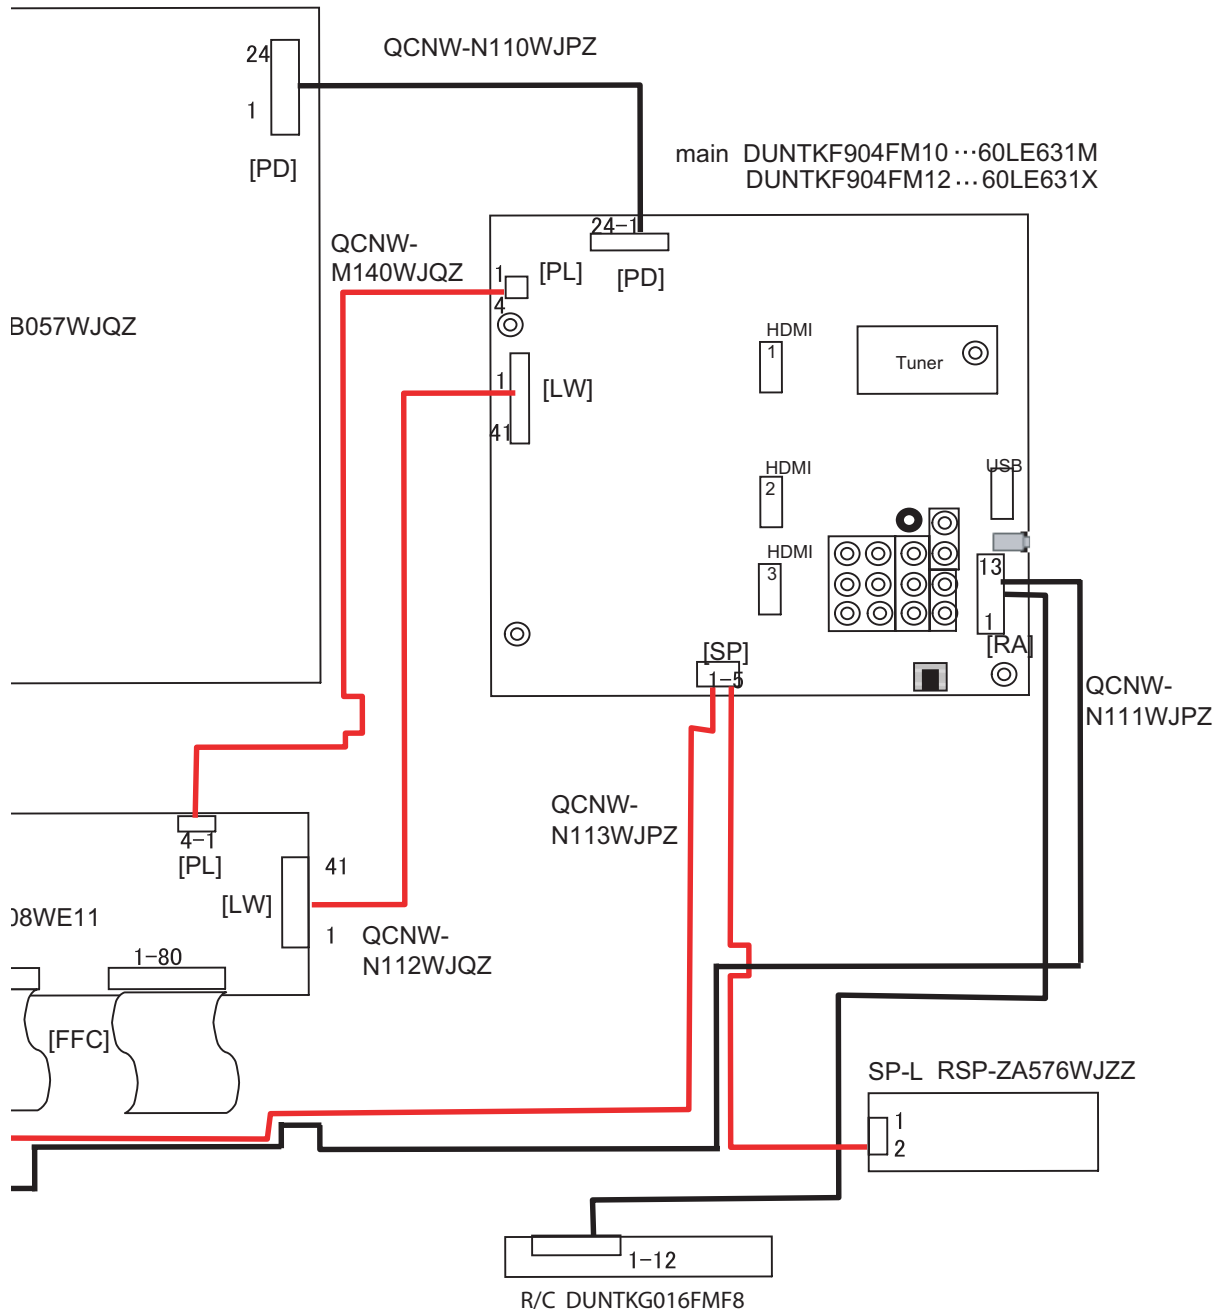 24
QCNW-N110WJPZ
1
[PD]
main DUNTKF904FM10 ···60LE631M
DUNTKF904FM12 ···60LE631X
24-1
QCNW-
M140WJQZ
1
[PL]
[PD]
4
B057WJQZ
HDMI
1
Tuner
1
[LW]
41
HDMI
2
USB
HDMI
3
13
1
[RA]
[SP]
1-5
QCNW-
N111WJPZ
QCNW-
N113WJPZ
4-1
[PL]
41
[LW]
08WE11
1
QCNW-
N112WJQZ
1-80
[FFC]
SP-L RSP-ZA576WJZZ
1
2
1-12
R/C DUNTKG016FMF8